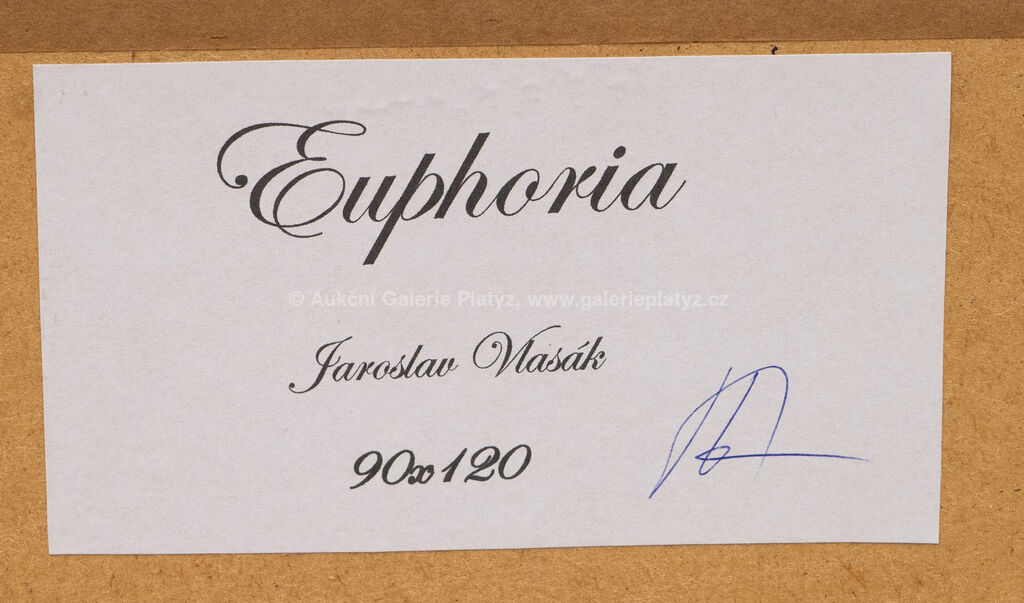 Euphoria
© Aukční Galerie Platýz, www.galerieplatyz.cz
Jaroslav Vlasák
90x120